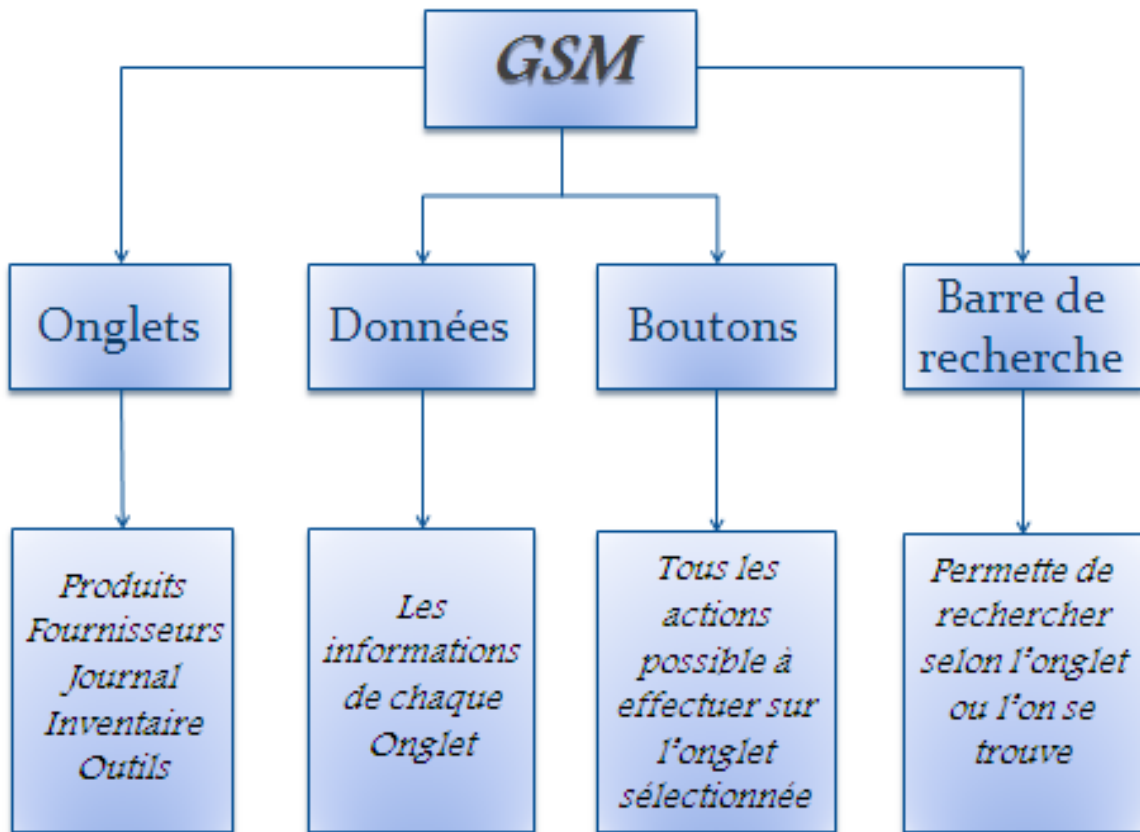 GSM
Onglets
Données
Boutons
Barre de
recherche
Produits
Fournisseurs
Journal
Inventaire
Outils
Les
informations
de chaque
Onglet
Tous les
actions
possible à
effectuer sur
l'onglet
sélectionnée
Permette de
rechercher
selon l'onglet
ou l'on se
trouve